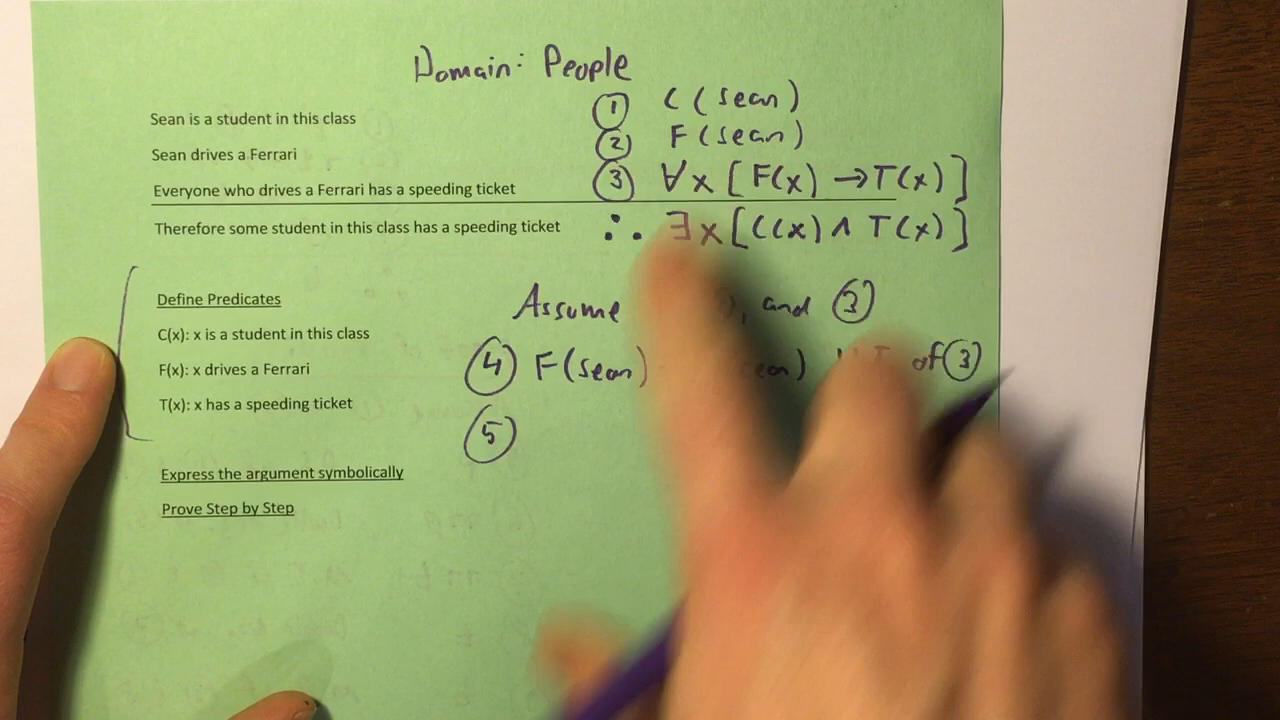 Domain: People
Sean is a student in this class ① C(sean)
Sean drives a Ferrari ② F(sean)
Everyone who drives a Ferrari has a speeding ticket ③ ∀x[F(x)→T(x)]
Therefore some student in this class has a speeding ticket ∴ ∃x[C(x)∧T(x)]
Define Predicates
Assume , and ③
C(x): x is a student in this class
④ F(sean) of ③
F(x): x drives a Ferrari
T(x): x has a speeding ticket
⑤
Express the argument symbolically
Prove Step by Step